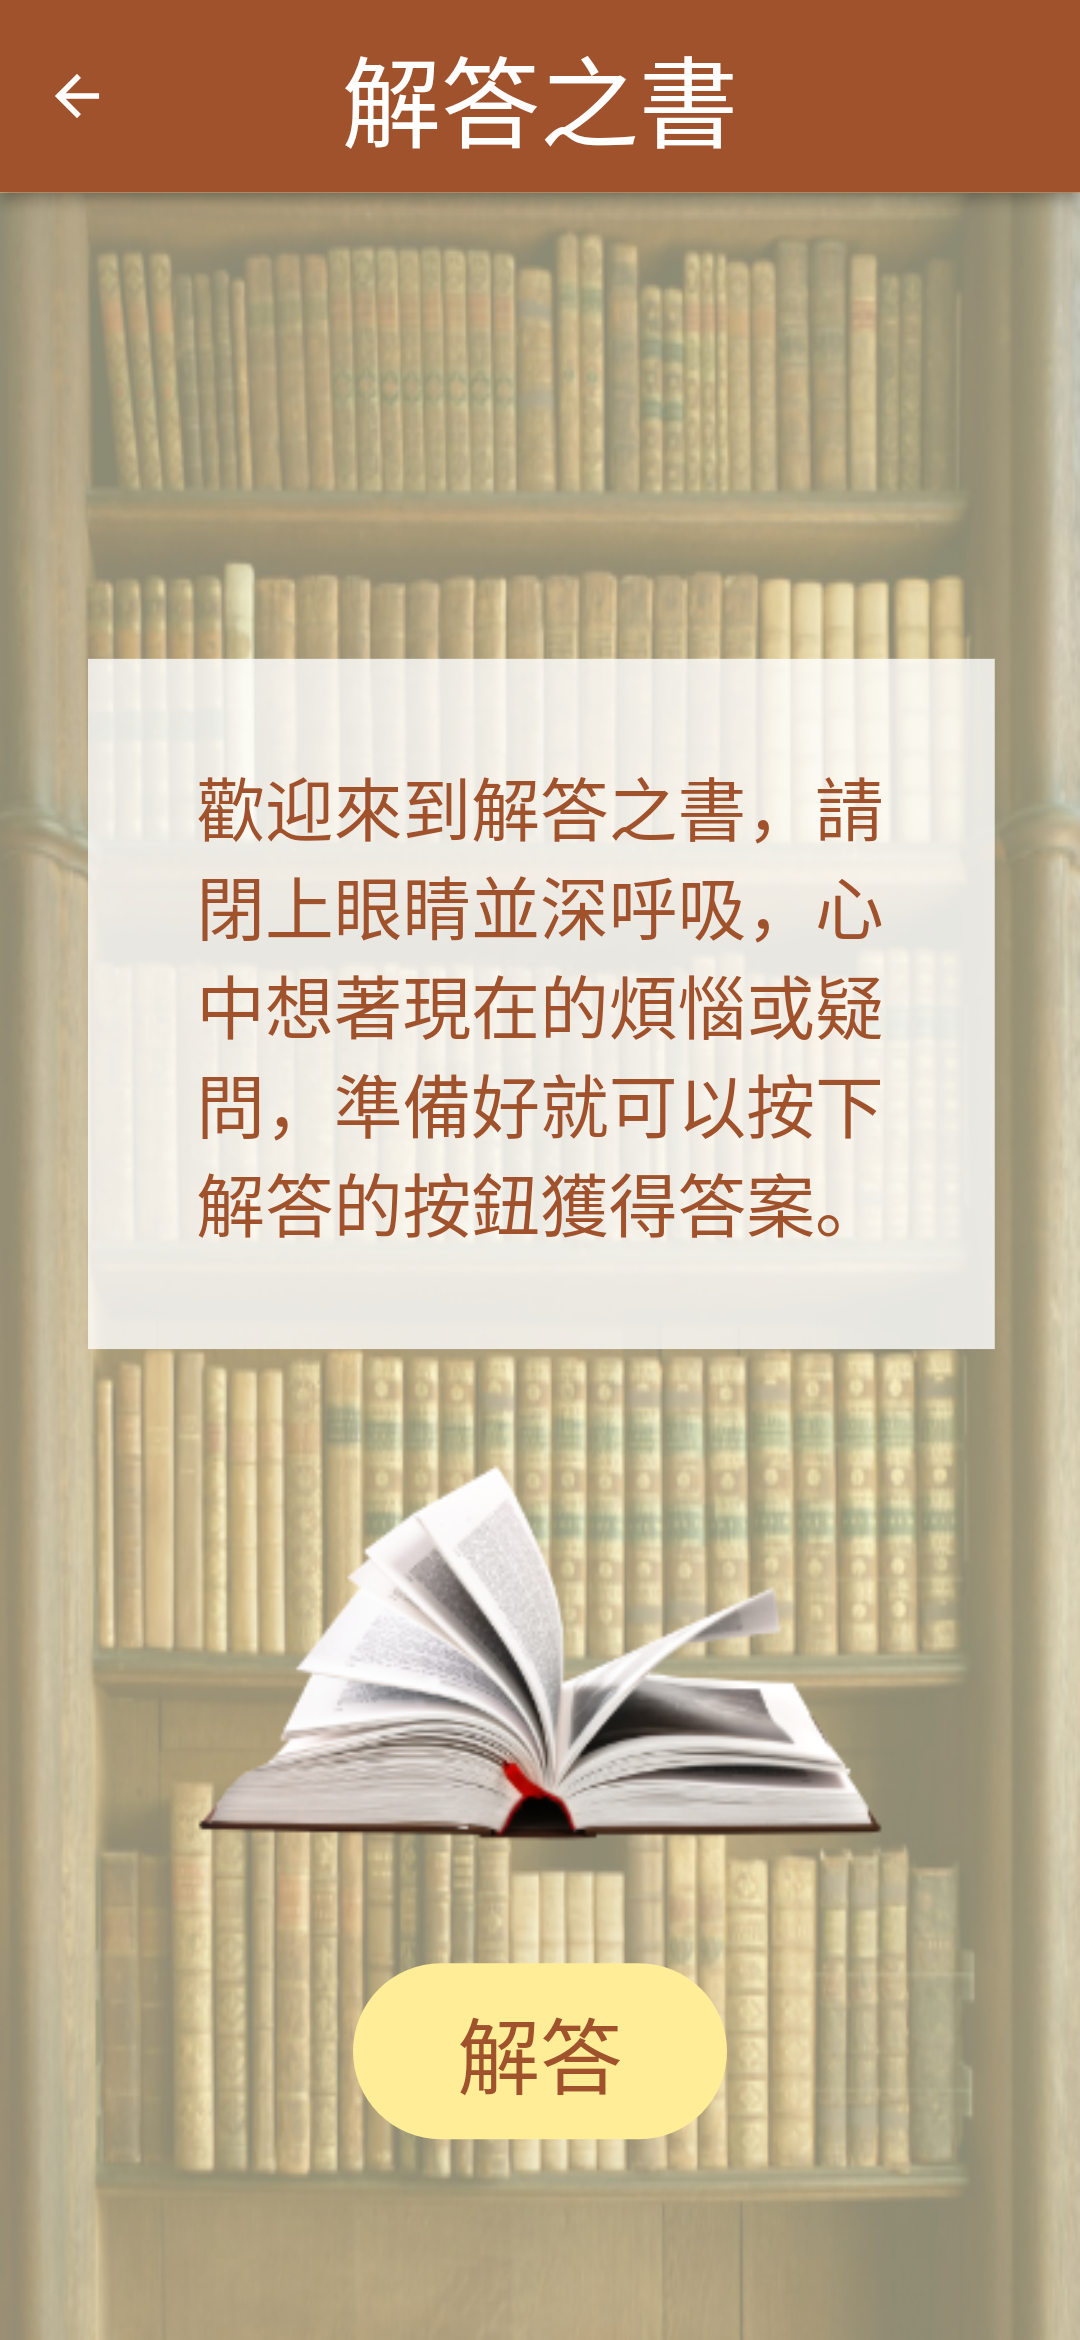 解答之書
歡迎來到解答之書，請
閉上眼睛並深呼吸，心
中想著現在的煩惱或疑
問，準備好就可以按下
解答的按鈕獲得答案。
解答